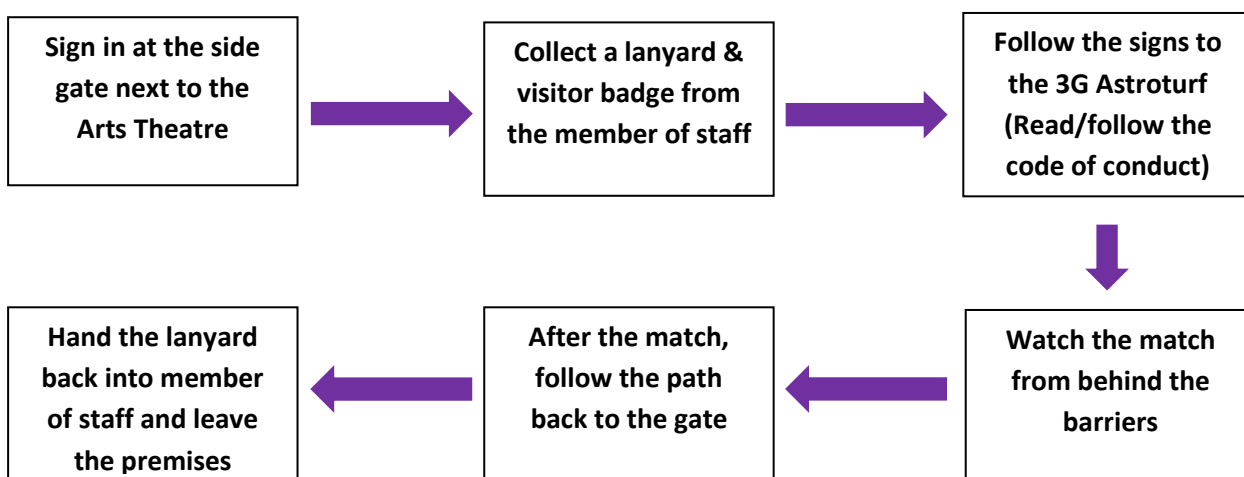 Sign in at the side
gate next to the
Arts Theatre
Collect a lanyard &
visitor badge from
the member of staff
Follow the signs to
the 3G Astroturf
(Read/follow the
code of conduct)
Watch the match
from behind the
barriers
After the match,
follow the path
back to the gate
Hand the lanyard
back into member
of staff and leave
the premises